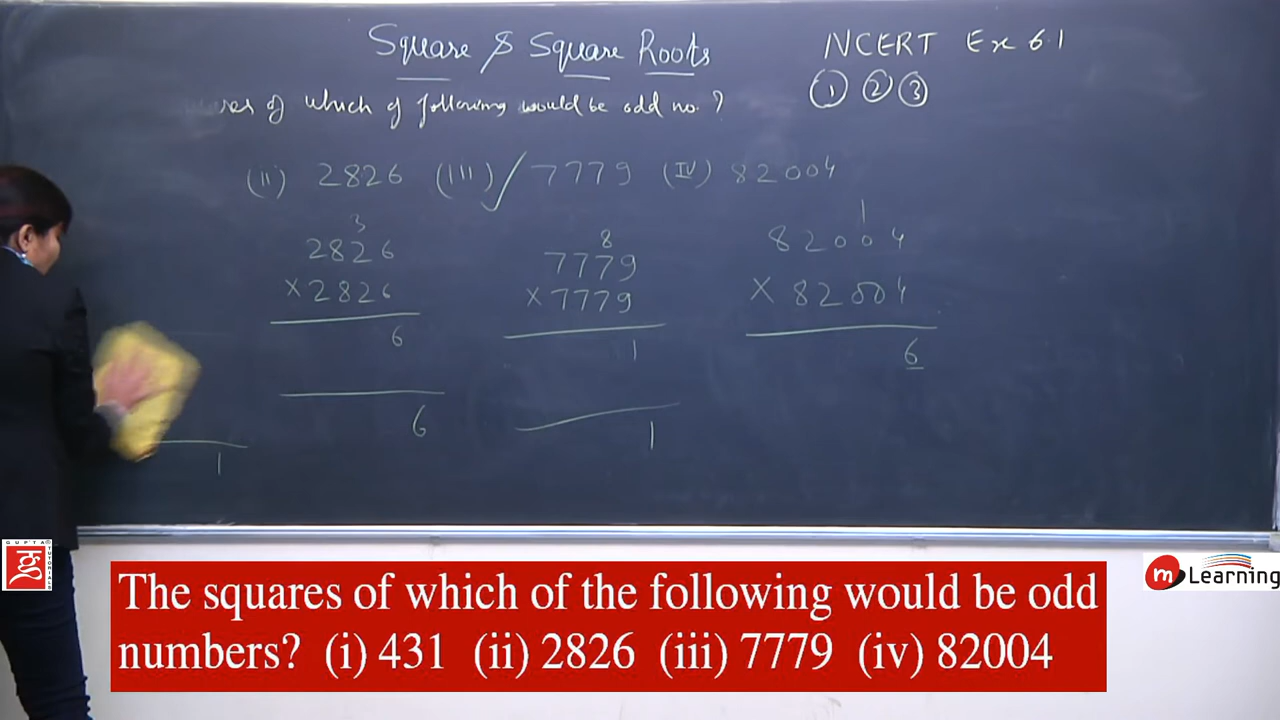 Square & Square Roots
NCERT Ex 6.1
① ② ③
of which of following would be odd no. ?
(ii) 2826 (III) 7779 (IV) 82004
3
2826
×2826
6
6
8
7779
×7779
1
1
1
82004
×82004
6
1
GUPTA TUTORIALS
m Learning
The squares of which of the following would be odd
numbers? (i) 431 (ii) 2826 (iii) 7779 (iv) 82004